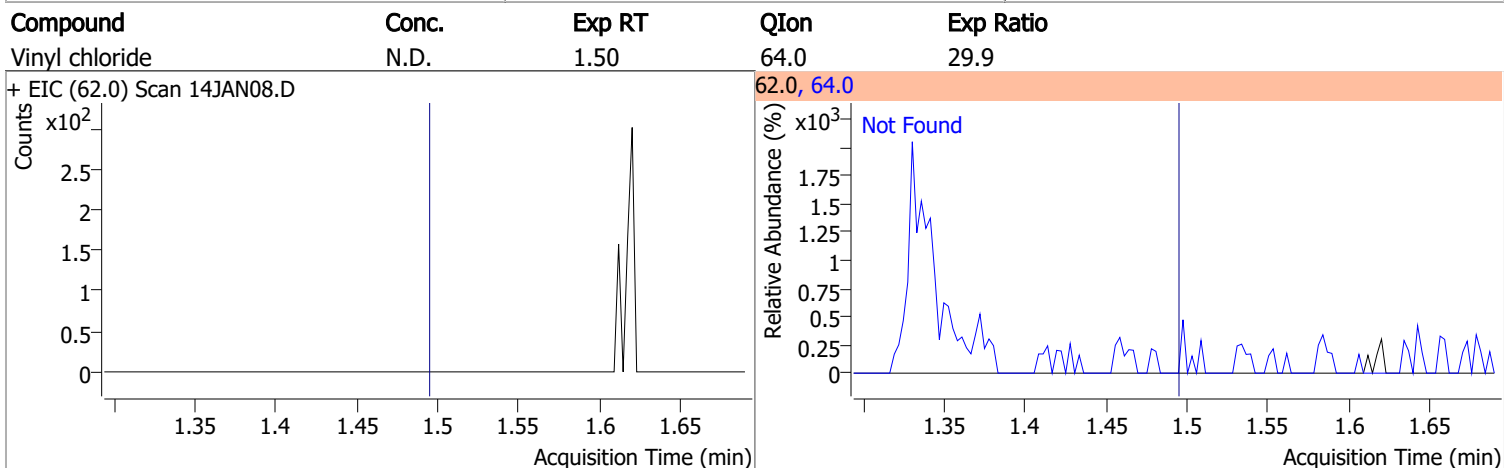 Compound Conc. Exp RT QIon Exp Ratio
Vinyl chloride N.D. 1.50 64.0 29.9
+ EIC (62.0) Scan 14JAN08.D
Counts
x10²
2.5
2
1.5
1
0.5
0
1.35 1.4 1.45 1.5 1.55 1.6 1.65
Acquisition Time (min)
62.0, 64.0
Relative Abundance (%)
x10³
Not Found
1.75
1.5
1.25
1
0.75
0.5
0.25
0
1.35 1.4 1.45 1.5 1.55 1.6 1.65
Acquisition Time (min)